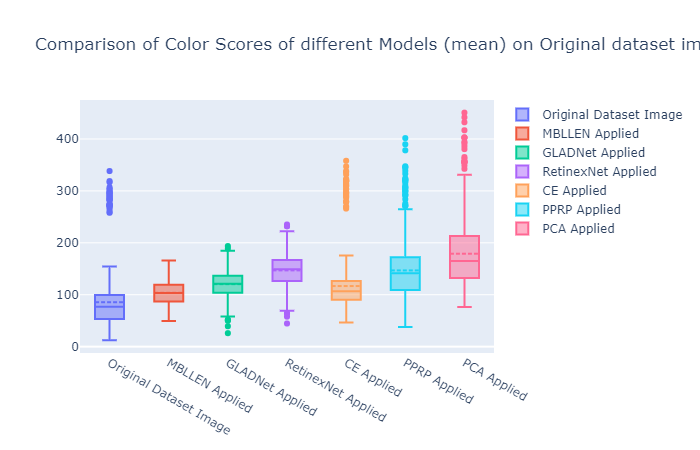 Comparison of Color Scores of different Models (mean) on Original dataset im
Original Dataset Image
MBLLEN Applied
GLADNet Applied
RetinexNet Applied
CE Applied
PPRP Applied
PCA Applied
400
300
200
100
0
Original Dataset Image
MBLLEN Applied
GLADNet Applied
RetinexNet Applied
CE Applied
PPRP Applied
PCA Applied